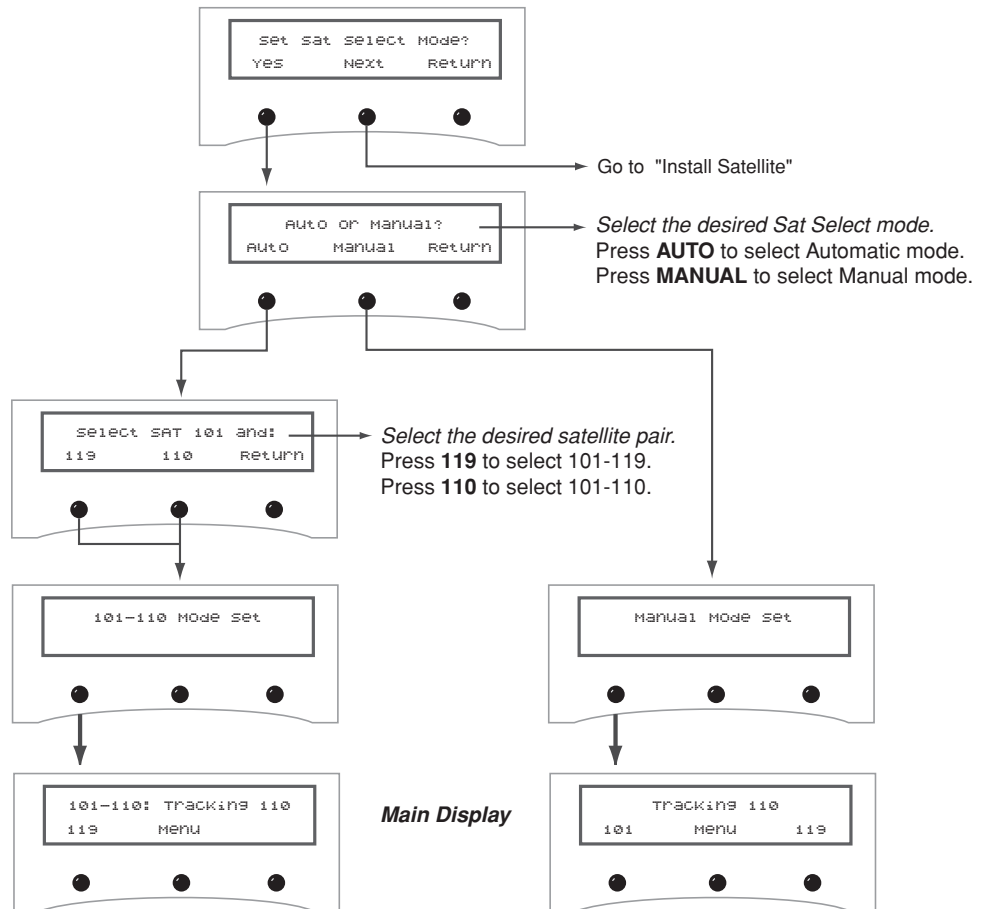 Set Sat Select Mode?
Yes Next Return
Go to "Install Satellite"
Auto or Manual?
Auto Manual Return
Select the desired Sat Select mode.
Press AUTO to select Automatic mode.
Press MANUAL to select Manual mode.
Select SAT 101 and:
119 110 Return
Select the desired satellite pair.
Press 119 to select 101-119.
Press 110 to select 101-110.
101-110 Mode Set
Manual Mode Set
101-110: Tracking 110
119 Menu
Main Display
Tracking 110
101 Menu 119